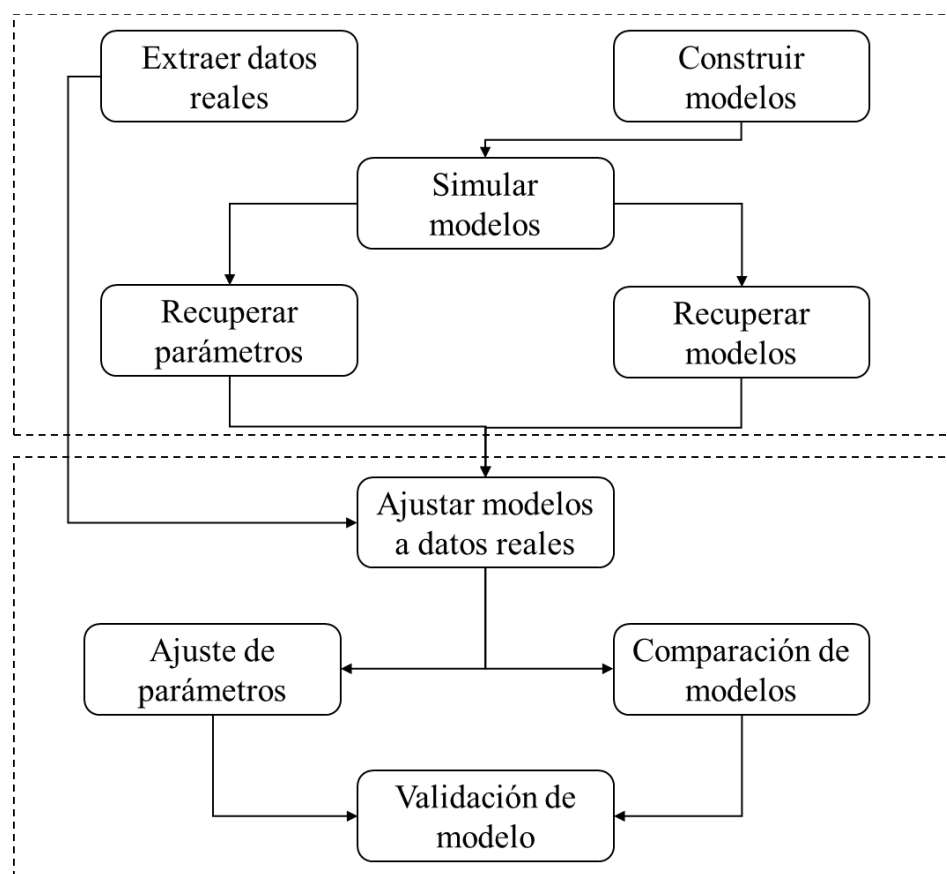 Extraer datos
reales
Construir
modelos
Simular
modelos
Recuperar
parámetros
Recuperar
modelos
Ajustar modelos
a datos reales
Ajuste de
parámetros
Comparación de
modelos
Validación de
modelo